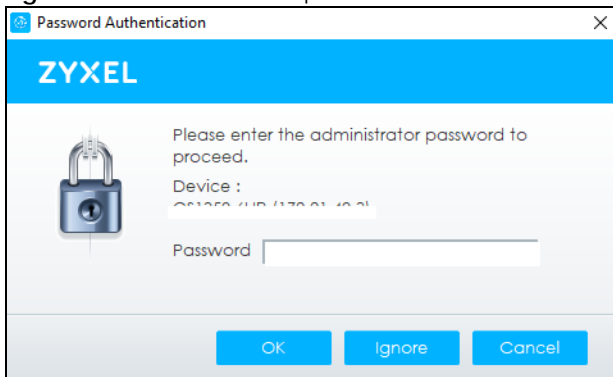 Password Authentication
ZYXEL
Please enter the administrator password to
proceed.
Device :
Password
OK
Ignore
Cancel